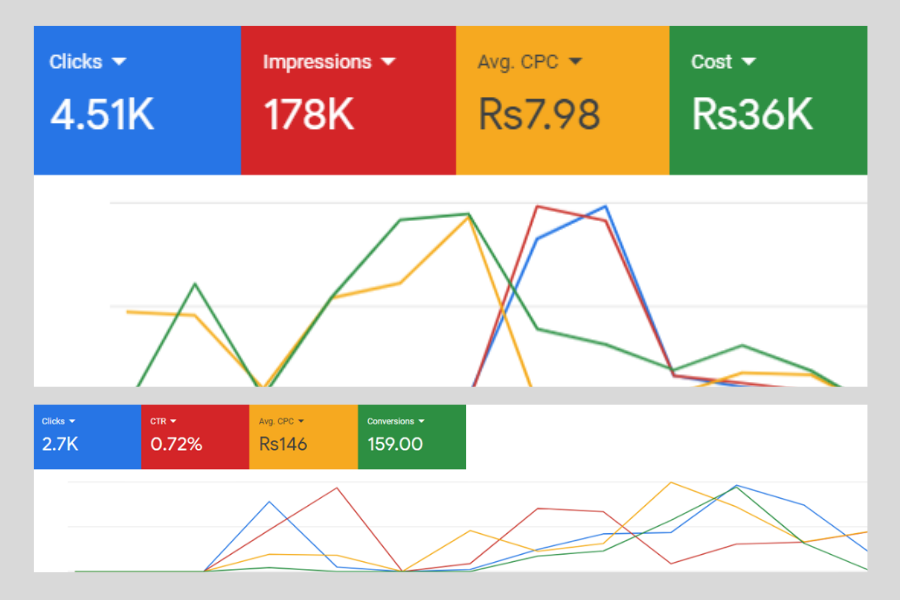 Clicks Impressions Avg. CPC Cost
4.51K 178K Rs7.98 Rs36K
Clicks CTR Avg. CPC Conversions
2.7K 0.72% Rs146 159.00